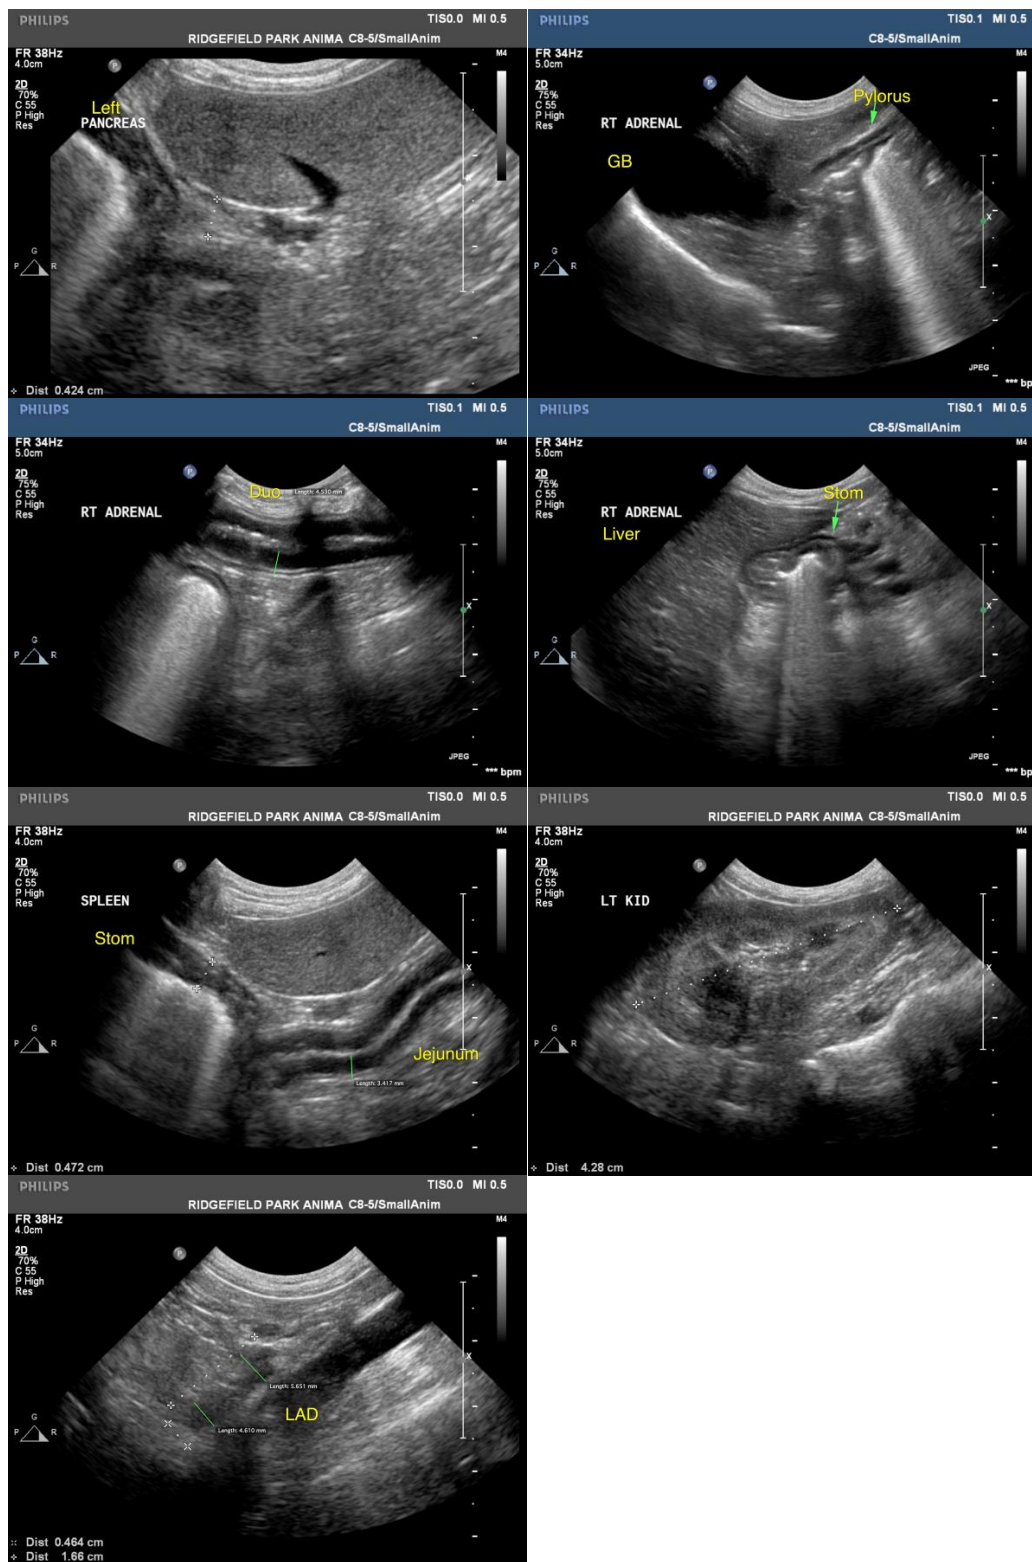 PHILIPS
TIS0.0 MI 0.5
RIDGEFIELD PARK ANIMA C8-5/SmallAnim
FR 38Hz
4.0cm
M4
2D
70%
C 55
P High
Res
P
Left
PANCREAS
X
G
P R
Dist 0.424 cm
PHILIPS
TIS0.1 MI 0.5
C8-5/SmallAnim
FR 34Hz
5.0cm
M4
2D
75%
C 55
P High
Res
P
Pylorus
RT ADRENAL
GB
X
G
P R
JPEG
*** bp
PHILIPS
TIS0.1 MI 0.5
C8-5/SmallAnim
FR 34Hz
5.0cm
M4
2D
75%
C 55
P High
Res
P
Duo
RT ADRENAL
X
G
P R
JPEG
*** bpm
PHILIPS
TIS0.1 MI 0.5
C8-5/SmallAnim
FR 34Hz
5.0cm
M4
2D
75%
C 55
P High
Res
P
Stom
RT ADRENAL
Liver
X
G
P R
JPEG
*** bp
PHILIPS
TIS0.0 MI 0.5
RIDGEFIELD PARK ANIMA C8-5/SmallAnim
FR 38Hz
4.0cm
M4
2D
70%
C 55
P High
Res
P
SPLEEN
Stom
X
G
P R
Jejunum
Length: 3.417 mm
Dist 0.472 cm
PHILIPS
TIS0.0 MI 0.5
RIDGEFIELD PARK ANIMA C8-5/SmallAnim
FR 38Hz
4.0cm
M4
2D
70%
C 55
P High
Res
P
LT KID
X
G
P R
Dist 4.28 cm
PHILIPS
TIS0.0 MI 0.5
RIDGEFIELD PARK ANIMA C8-5/SmallAnim
FR 38Hz
4.0cm
M4
2D
70%
C 55
P High
Res
P
X
Length: 5.651 mm
LAD
Length: 4.610 mm
G
P R
Dist 0.464 cm
Dist 1.66 cm